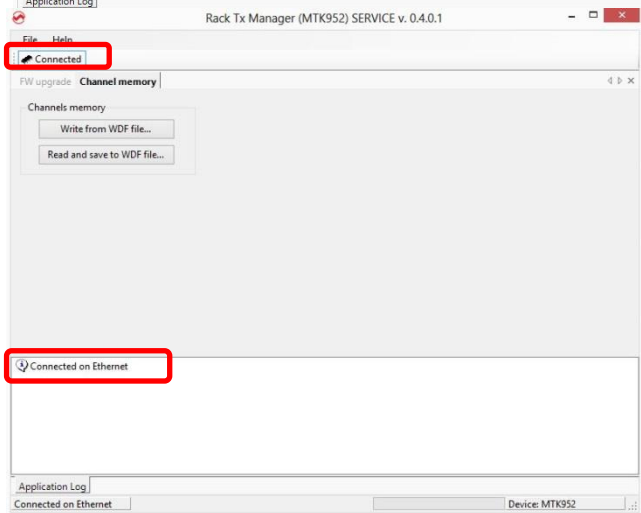 Application Log
Rack Tx Manager (MTK952) SERVICE v. 0.4.0.1
File Help
Connected
FW upgrade Channel memory
Channels memory
Write from WDF file...
Read and save to WDF file...
Connected on Ethernet
Application Log
Connected on Ethernet Device: MTK952